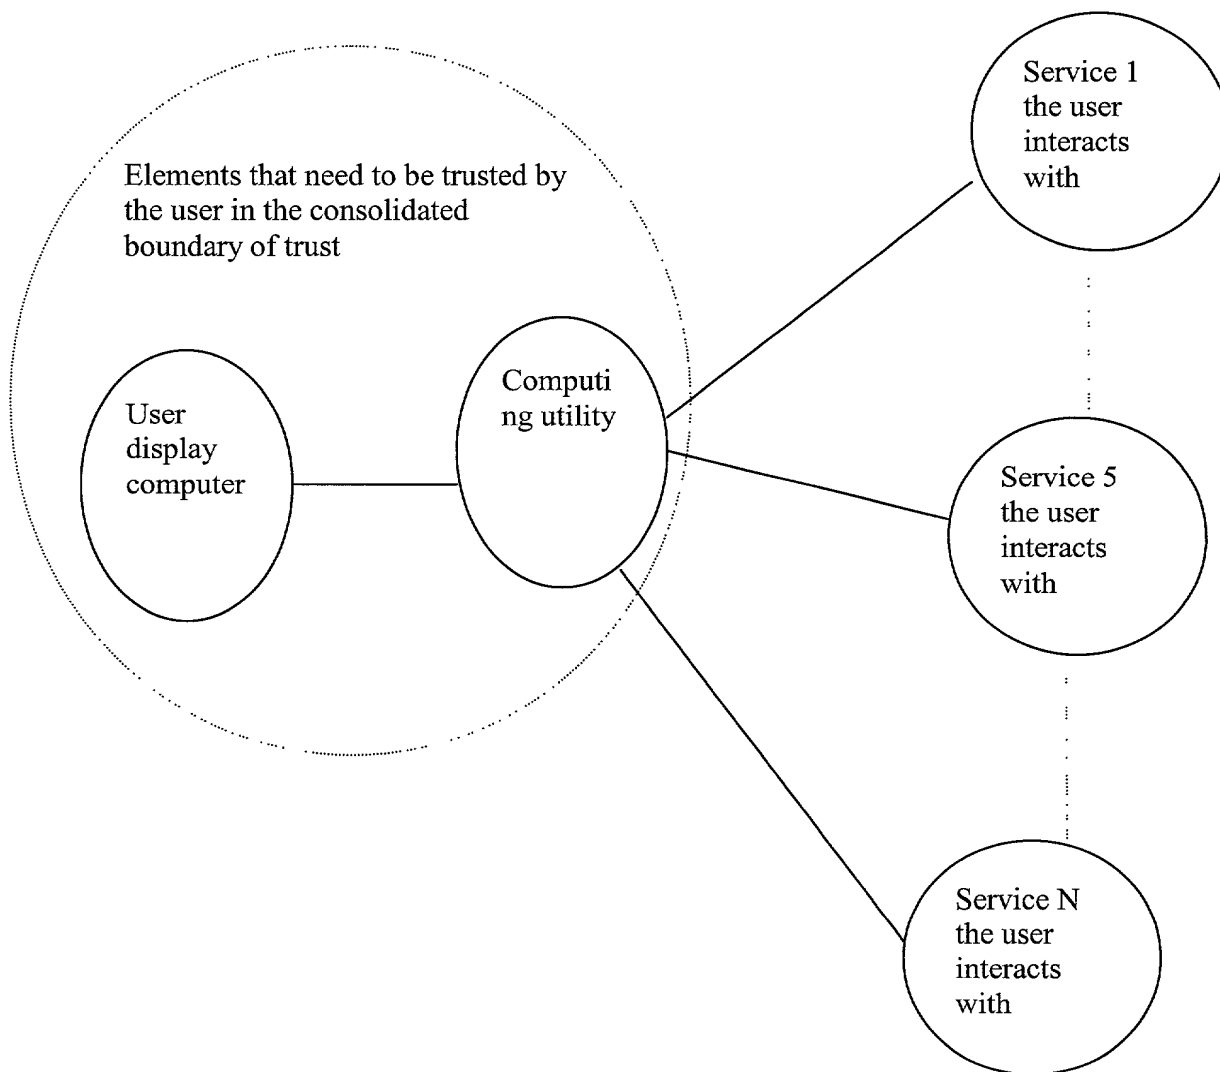 Service 1
the user
interacts
with
Elements that need to be trusted by
the user in the consolidated
boundary of trust
Computi
ng utility
User
display
computer
Service 5
the user
interacts
with
Service N
the user
interacts
with